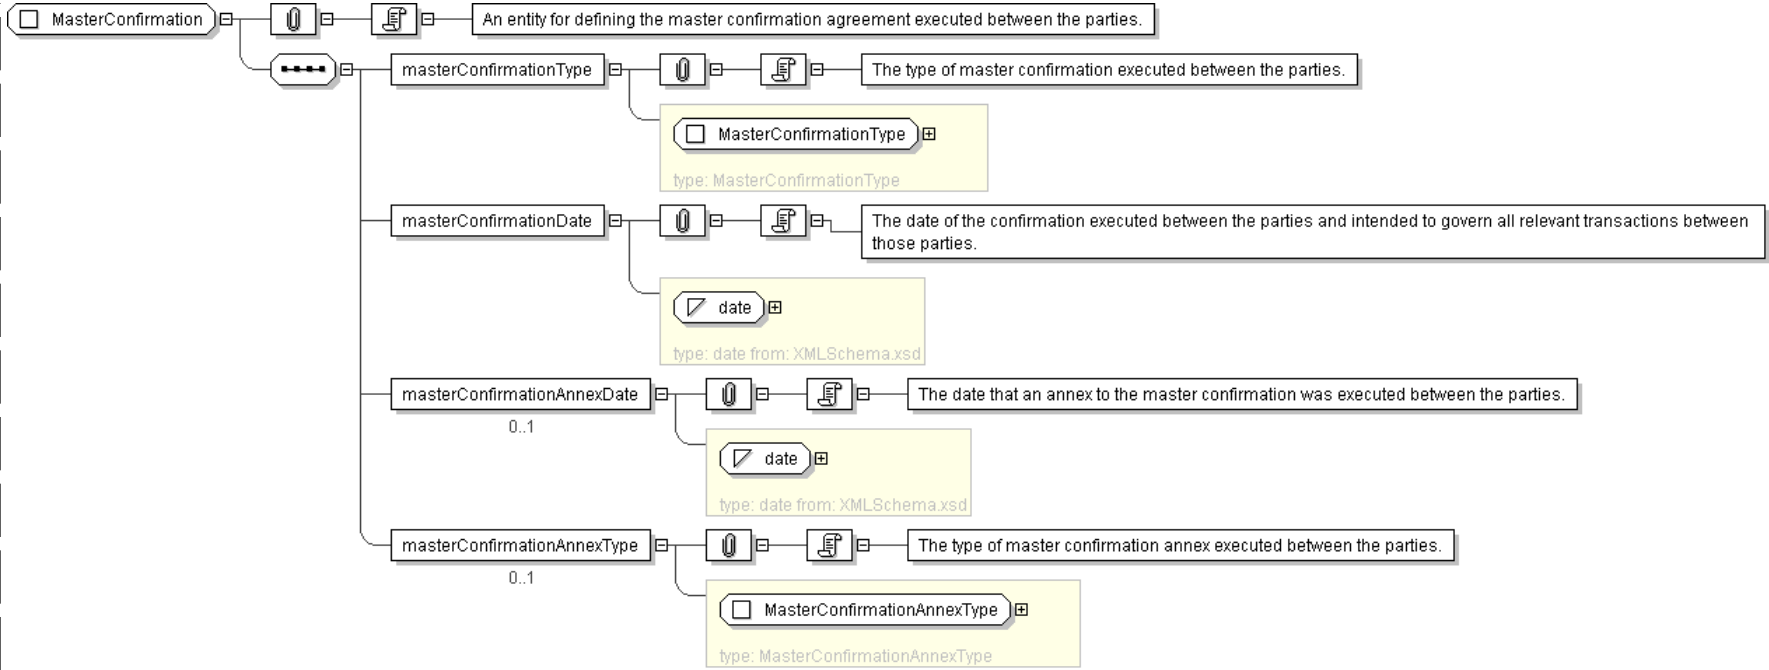 MasterConfirmation
An entity for defining the master confirmation agreement executed between the parties.
masterConfirmationType
The type of master confirmation executed between the parties.
MasterConfirmationType
type: MasterConfirmationType
masterConfirmationDate
The date of the confirmation executed between the parties and intended to govern all relevant transactions between
those parties.
date
type: date from: XMLSchema.xsd
masterConfirmationAnnexDate
The date that an annex to the master confirmation was executed between the parties.
0..1
date
type: date from: XMLSchema.xsd
masterConfirmationAnnexType
The type of master confirmation annex executed between the parties.
0..1
MasterConfirmationAnnexType
type: MasterConfirmationAnnexType